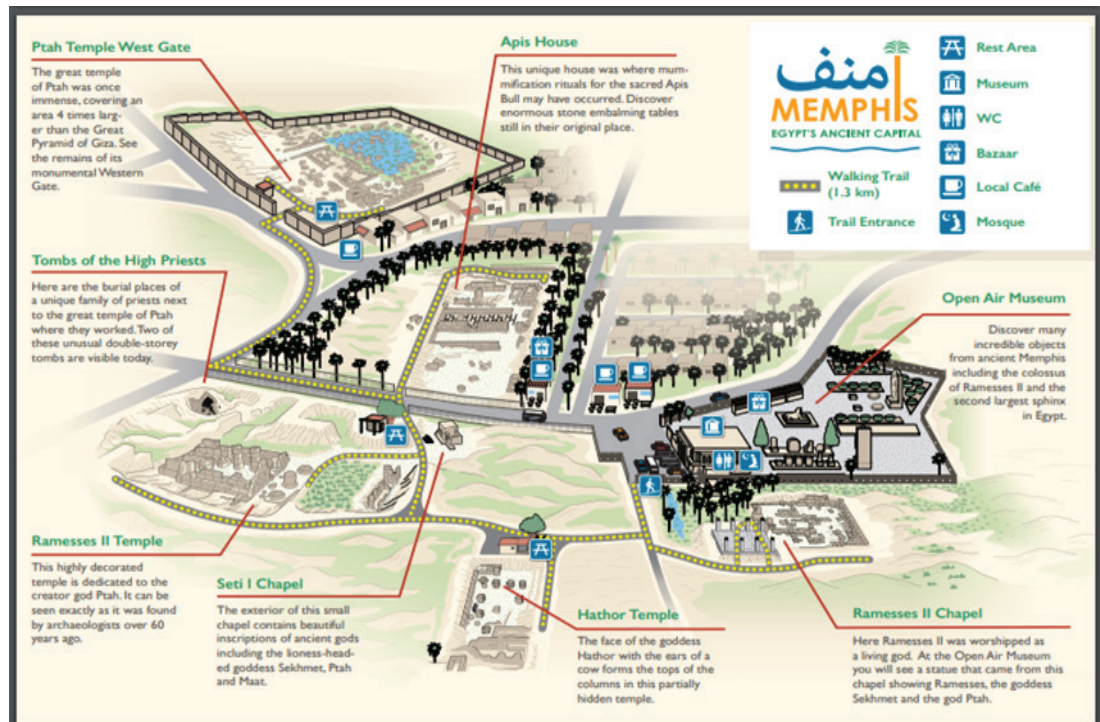 Ptah Temple West Gate
The great temple
of Ptah was once
immense, covering an
area 4 times larg-
er than the Great
Pyramid of Giza. See
the remains of its
monumental Western
Gate.
Apis House
This unique house was where mum-
mification rituals for the sacred Apis
Bull may have occurred. Discover
enormous stone embalming tables
still in their original place.
منف
MEMPHIS
EGYPT'S ANCIENT CAPITAL
Walking Trail
(1.3 km)
Trail Entrance
Rest Area
Museum
WC
Bazaar
Local Café
Mosque
Tombs of the High Priests
Here are the burial places of
a unique family of priests next
to the great temple of Ptah
where they worked. Two of
these unusual double-storey
tombs are visible today.
Open Air Museum
Discover many
incredible objects
from ancient Memphis
including the colossus
of Ramesses II and the
second largest sphinx
in Egypt.
Ramesses II Temple
This highly decorated
temple is dedicated to the
creator god Ptah. It can be
seen exactly as it was found
by archaeologists over 60
years ago.
Seti I Chapel
The exterior of this small
chapel contains beautiful
inscriptions of ancient gods
including the lioness-head-
ed goddess Sekhmet, Ptah
and Maat.
Hathor Temple
The face of the goddess
Hathor with the ears of a
cow forms the tops of the
columns in this partially
hidden temple.
Ramesses II Chapel
Here Ramesses II was worshipped as
a living god. At the Open Air Museum
you will see a statue that came from this
chapel showing Ramesses, the goddess
Sekhmet and the god Ptah.